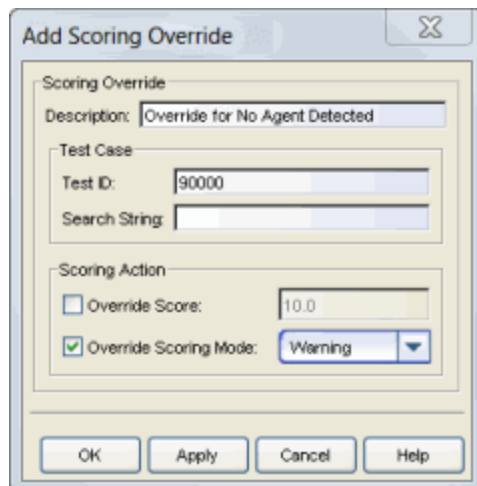 Add Scoring Override
Scoring Override
Description: Override for No Agent Detected
Test Case
Test ID: 90000
Search String:
Scoring Action
Override Score: 10.0
Override Scoring Mode: Warning
OK Apply Cancel Help